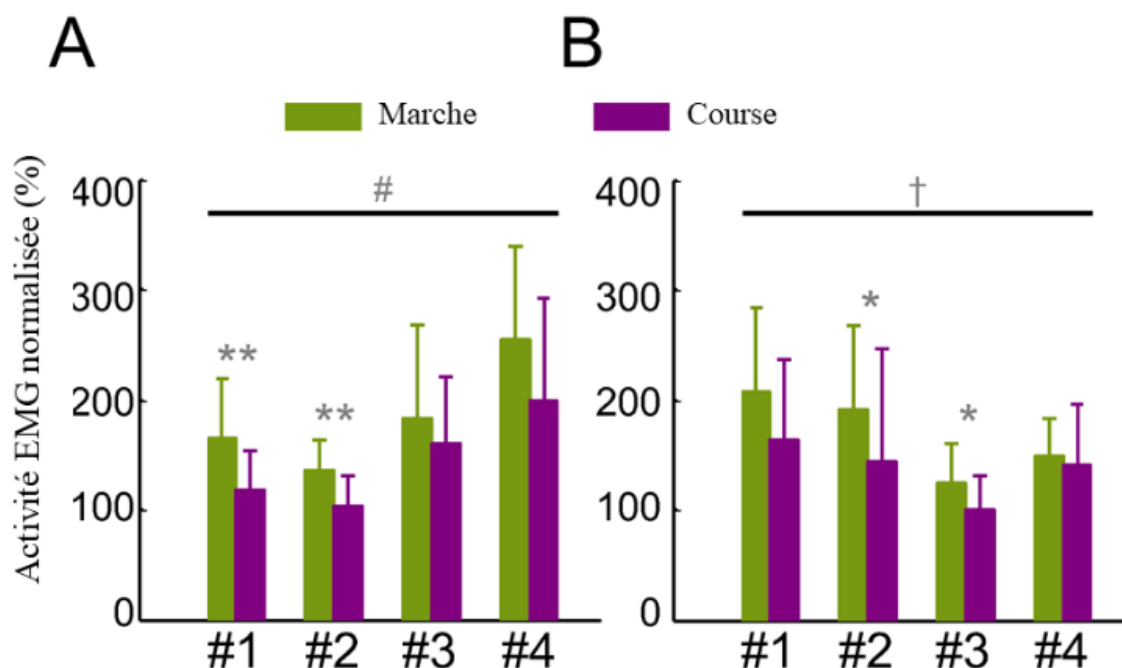 A B
Marche Course
Activité EMG normalisée (%)
# †
400 400
300 300
*
**
200 200
** *
100 100
0 0
#1 #2 #3 #4 #1 #2 #3 #4